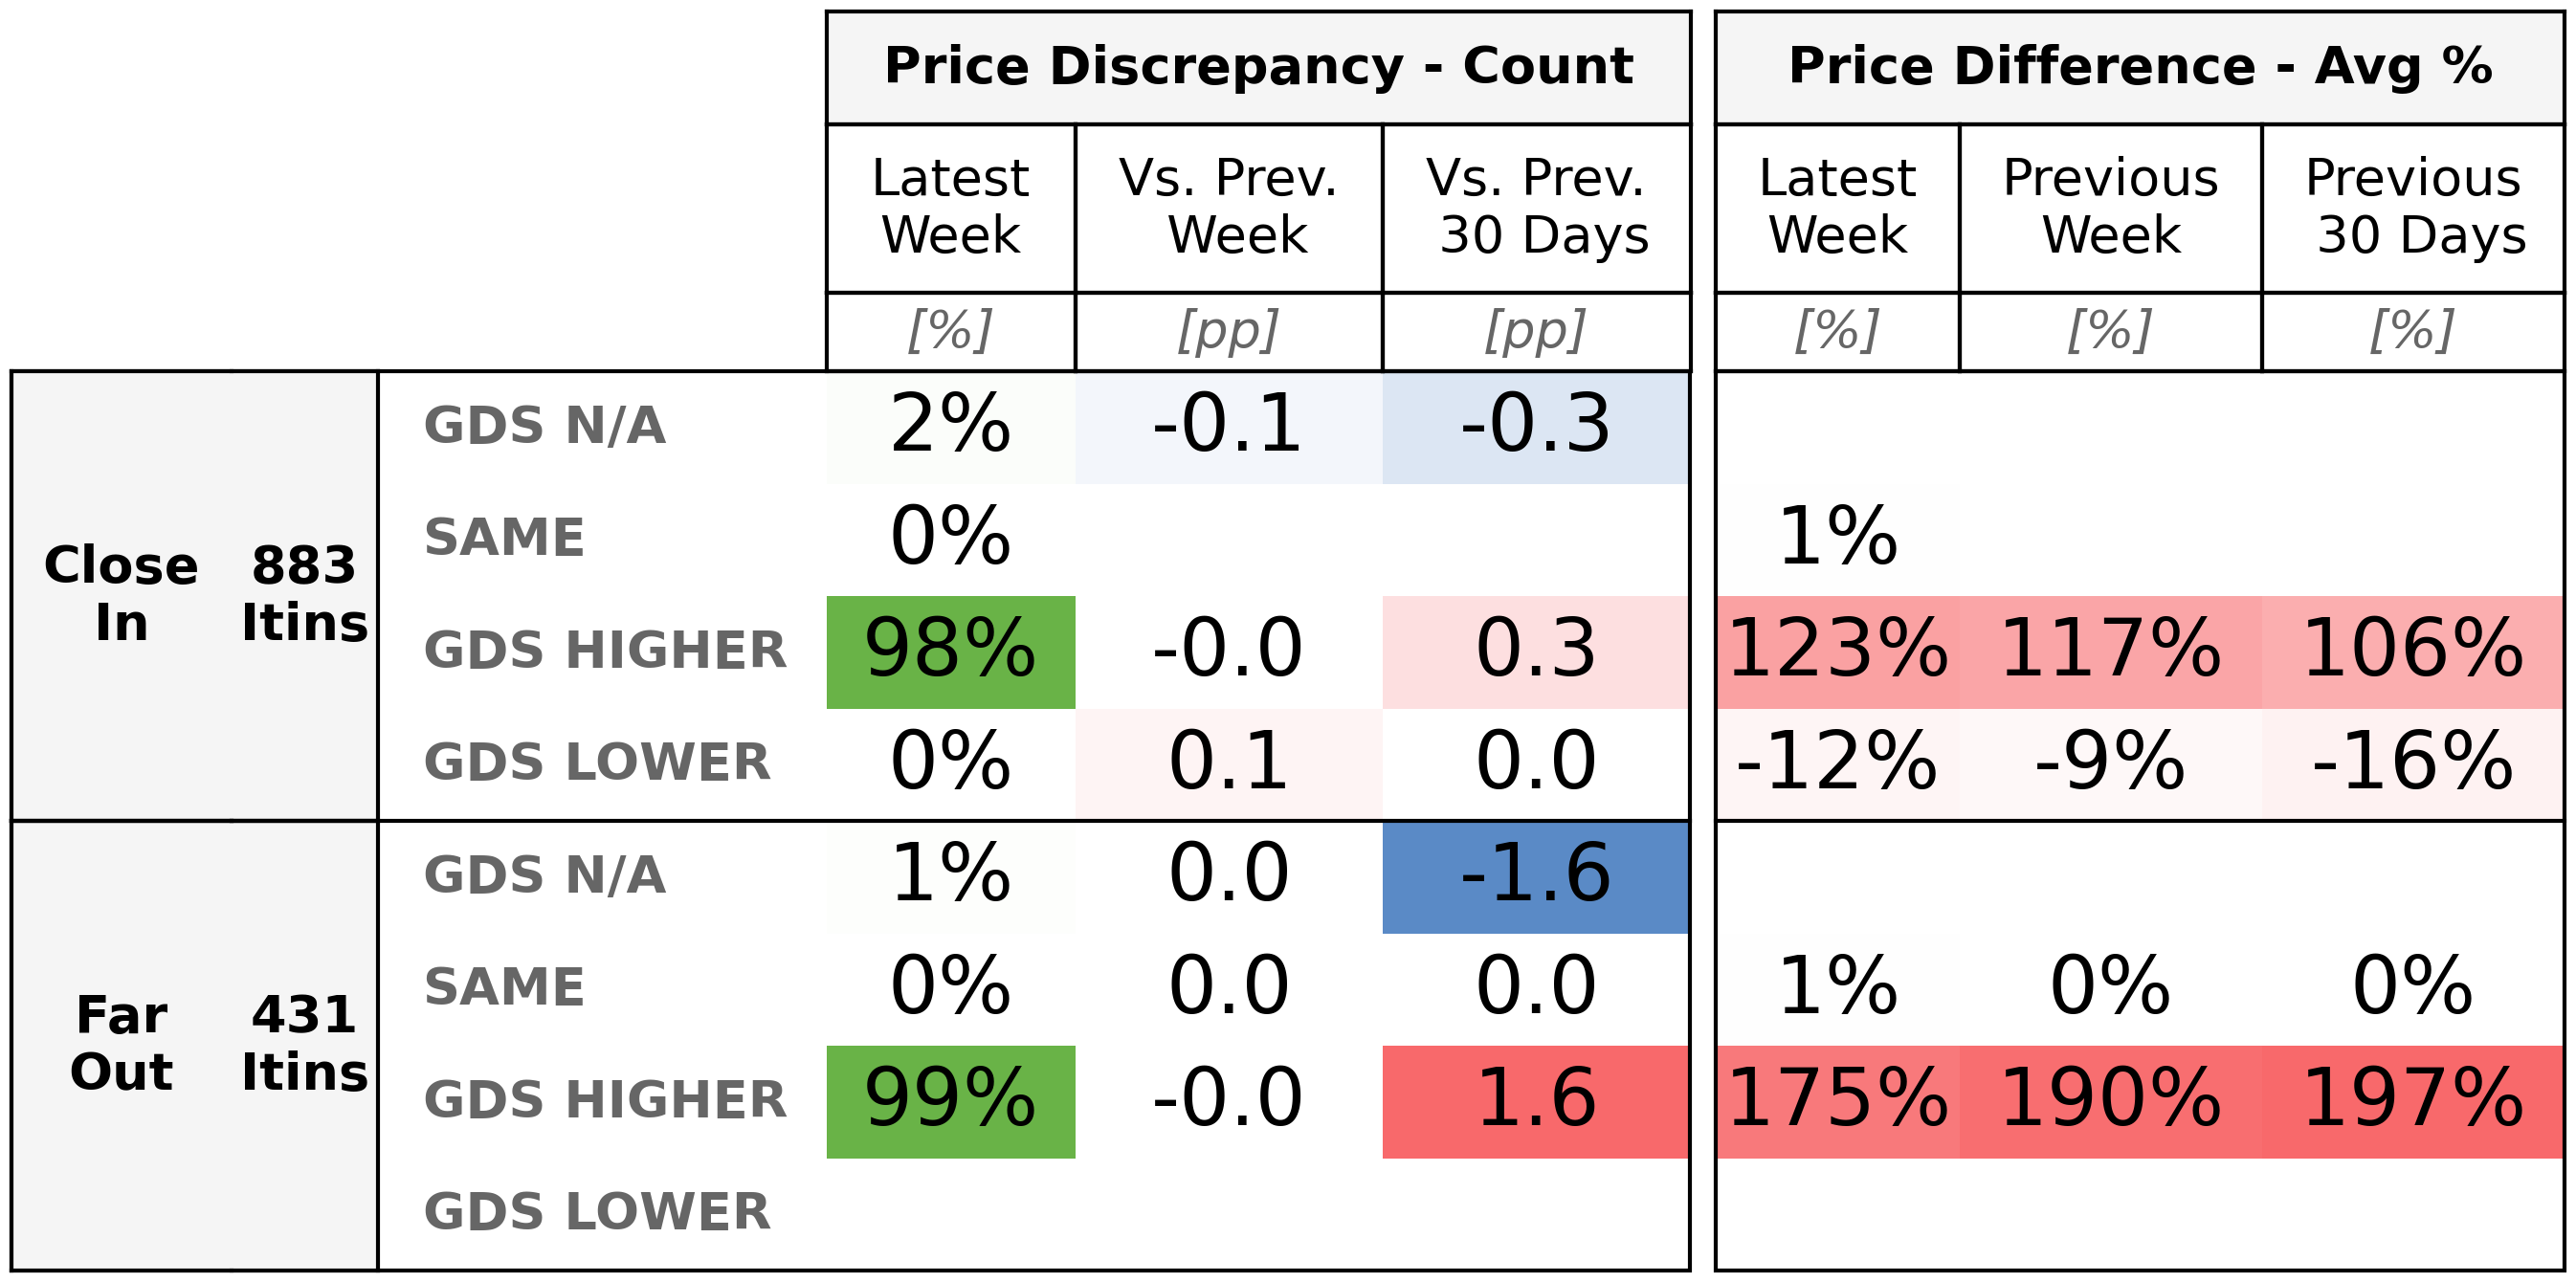 Price Discrepancy - Count Price Difference - Avg %
Latest Week Vs. Prev. Week Vs. Prev. 30 Days Latest Week Previous Week Previous 30 Days
[%] [pp] [pp] [%] [%] [%]
Close In 883 Itins
GDS N/A 2% -0.1 -0.3
SAME 0% 1%
GDS HIGHER 98% -0.0 0.3 123% 117% 106%
GDS LOWER 0% 0.1 0.0 -12% -9% -16%
Far Out 431 Itins
GDS N/A 1% 0.0 -1.6
SAME 0% 0.0 0.0 1% 0% 0%
GDS HIGHER 99% -0.0 1.6 175% 190% 197%
GDS LOWER